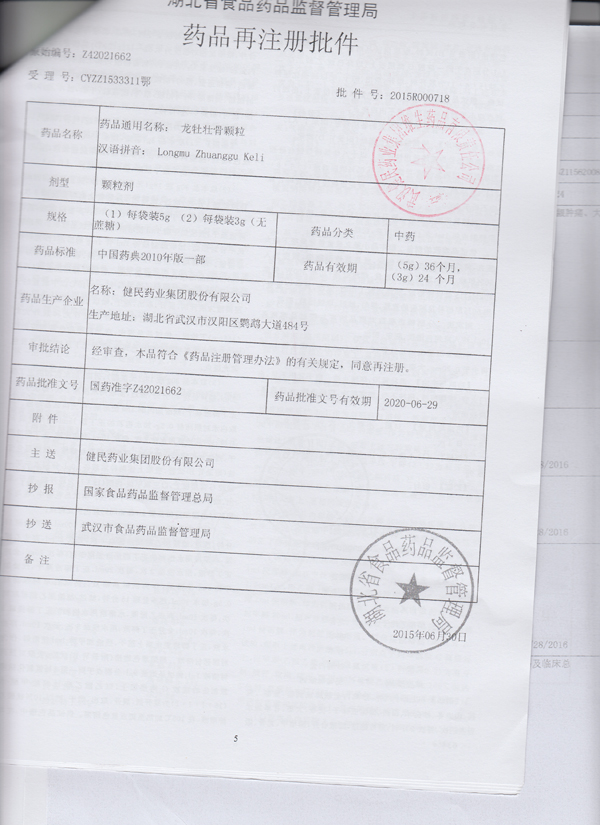 湖北省食品药品监督管理局
药品再注册批件
原始编号: Z42021662
受 理 号: CYZZ1533311鄂
批 件 号: 2015R000718
药品名称
药品通用名称: 龙牡壮骨颗粒
汉语拼音: Longmu Zhuanggu Keli
剂型
颗粒剂
规格
(1)每袋装5g (2)每袋装3g(无
蔗糖)
药品分类
中药
药品标准
中国药典2010年版一部
药品有效期
(5g)36个月,
(3g)24 个月
药品生产企业
名称: 健民药业集团股份有限公司
生产地址: 湖北省武汉市汉阳区鹦鹉大道484号
审批结论
经审查,本品符合《药品注册管理办法》的有关规定,同意再注册。
药品批准文号
国药准字Z42021662
药品批准文号有效期
2020-06-29
附 件
主 送
健民药业集团股份有限公司
抄 报
国家食品药品监督管理总局
抄 送
武汉市食品药品监督管理局
备 注
湖北省食品药品监督管理局
2015年06月30日
5
24
/2016
28/2016
及临床总